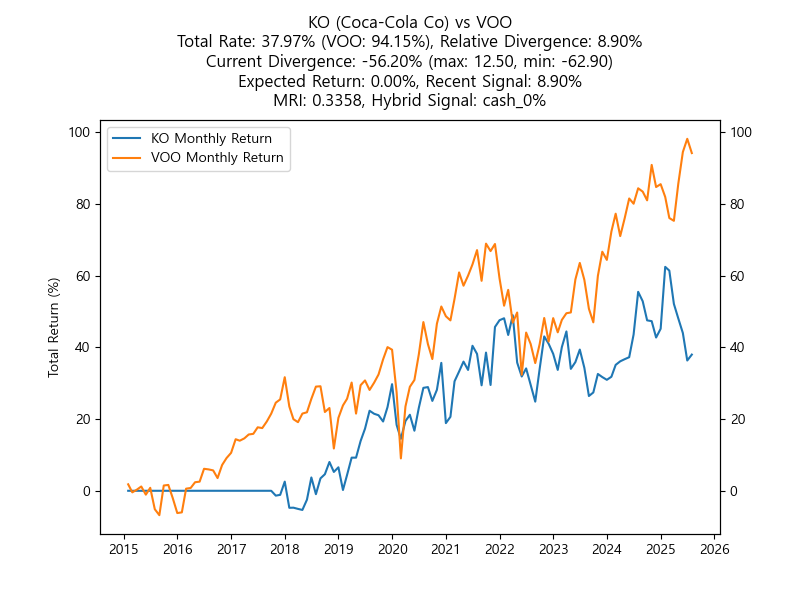 KO (Coca-Cola Co) vs VOO
Total Rate: 37.97% (VOO: 94.15%), Relative Divergence: 8.90%
Current Divergence: -56.20% (max: 12.50, min: -62.90)
Expected Return: 0.00%, Recent Signal: 8.90%
MRI: 0.3358, Hybrid Signal: cash_0%
KO Monthly Return
VOO Monthly Return
Total Return (%)
100
80
60
40
20
0
100
80
60
40
20
0
2015 2016 2017 2018 2019 2020 2021 2022 2023 2024 2025 2026